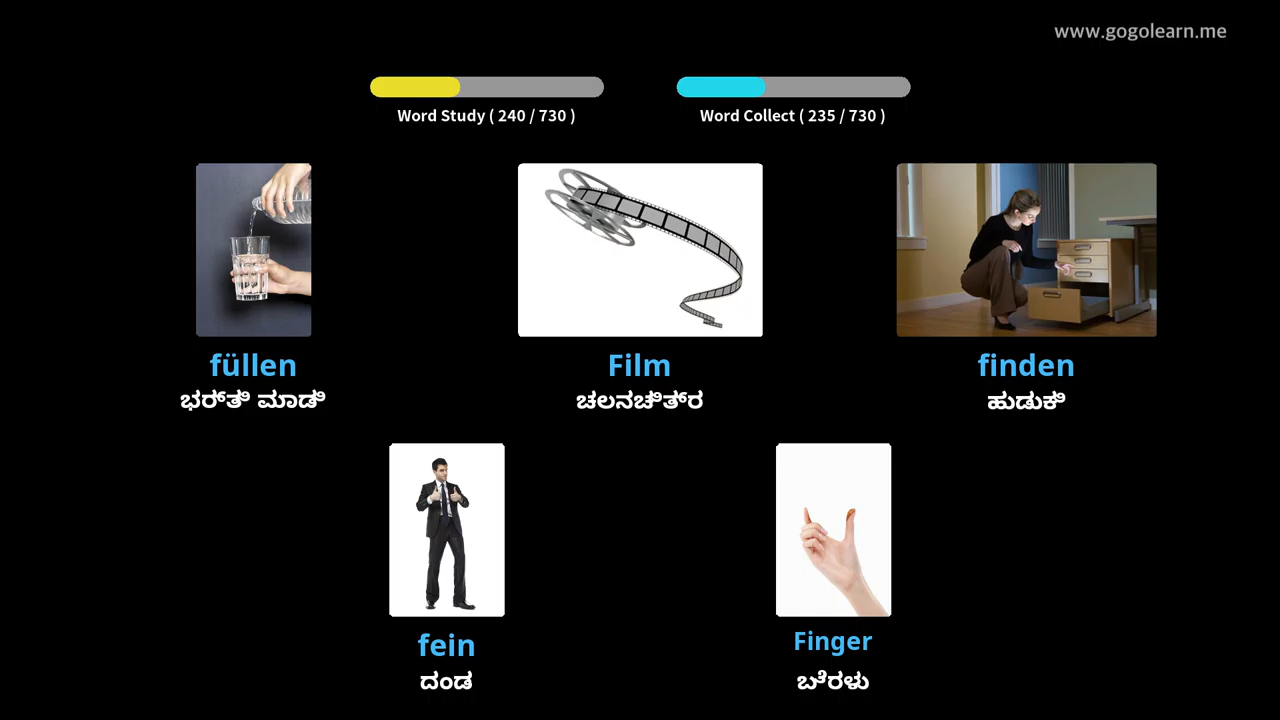 www.gogolearn.me
Word Study ( 240 / 730 )
Word Collect ( 235 / 730 )
füllen
Film
finden
ಭರ್ತಿ ಮಾಡಿ
ಚಲನಚಿತ್ರ
ಹುಡುಕಿ
fein
Finger
ದಂಡ
ಬೆರಳು